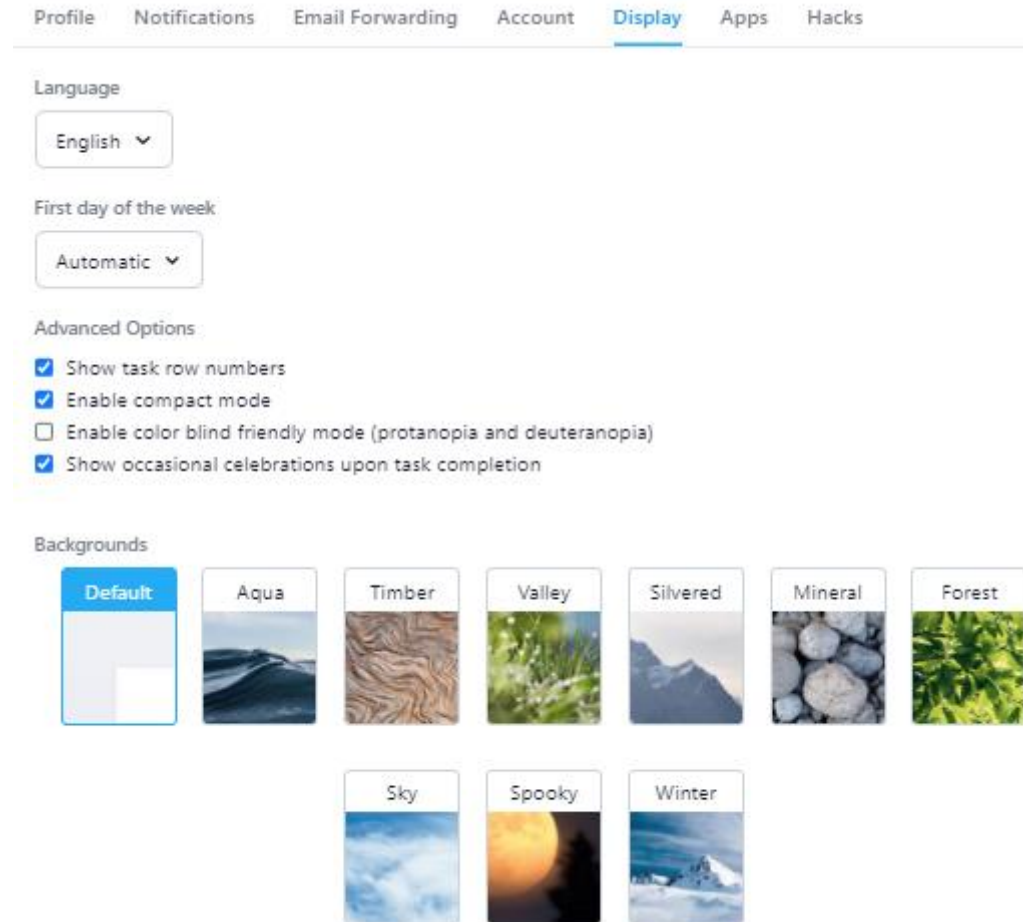 Profile Notifications Email Forwarding Account Display Apps Hacks
Language
English
First day of the week
Automatic
Advanced Options
Show task row numbers
Enable compact mode
Enable color blind friendly mode (protanopia and deuteranopia)
Show occasional celebrations upon task completion
Backgrounds
Default Aqua Timber Valley Silvered Mineral Forest
Sky Spooky Winter